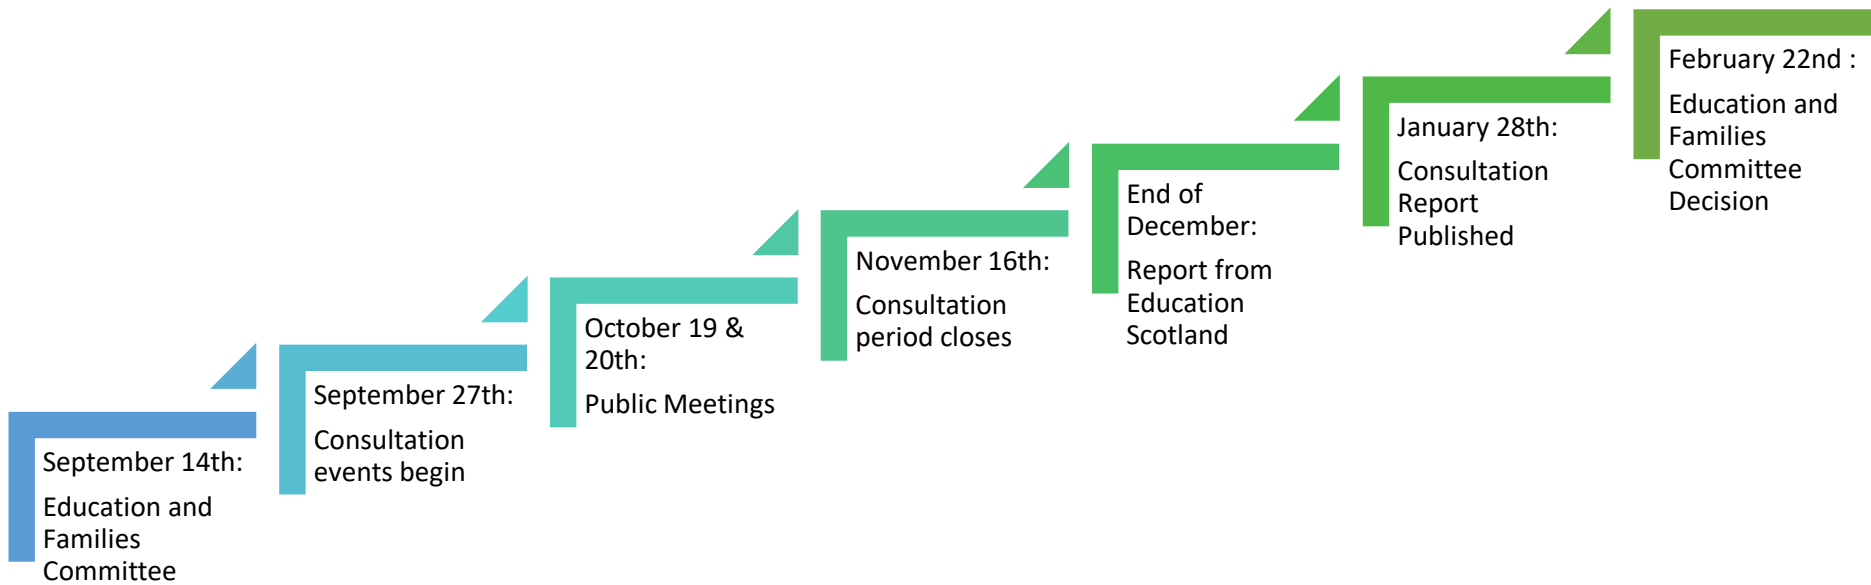 September 14th:
Education and
Families
Committee
September 27th:
Consultation
events begin
October 19 &
20th:
Public Meetings
November 16th:
Consultation
period closes
End of
December:
Report from
Education
Scotland
January 28th:
Consultation
Report
Published
February 22nd :
Education and
Families
Committee
Decision